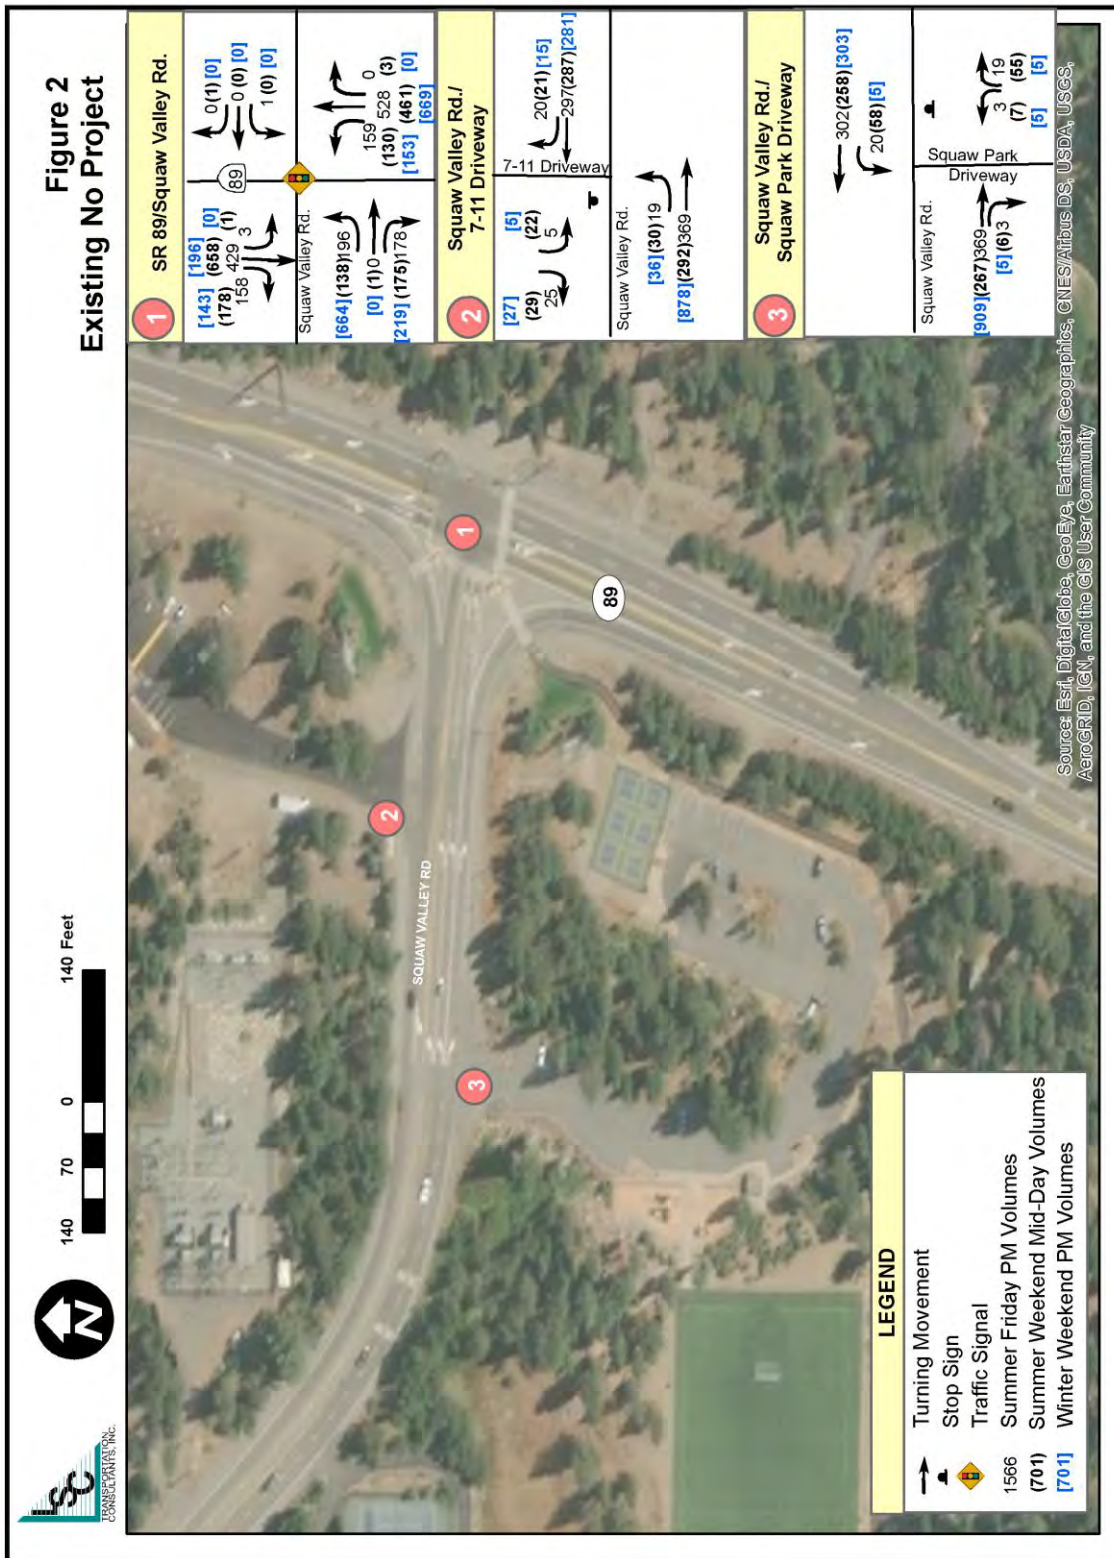 LSC
TRANSPORTATION
CONSULTANTS, INC.
N
140 70 0 140 Feet
Figure 2
Existing No Project
SQUAW VALLEY RD
89
1
2
3
1
SR 89/Squaw Valley Rd.
[143] [196] [0]
(178) (658) (1)
158 429 3
89
0(1)[0]
0(0)[0]
1(0)[0]
Squaw Valley Rd.
[664](138)196
[0](1)0
[219](175)178
159 528 0
(130) (461) (3)
[153] [669] [0]
2
Squaw Valley Rd./
7-11 Driveway
[27] [5]
(29) (22)
25 5
7-11 Driveway
20(21)[15]
297(287)[281]
Squaw Valley Rd.
[36](30)19
[878](292)369
3
Squaw Valley Rd./
Squaw Park Driveway
302(258)[303]
20(58)[5]
Squaw Valley Rd.
[909](267)369
[5](6)3
Squaw Park
Driveway
3 19
(7) (55)
[5] [5]
LEGEND
Turning Movement
Stop Sign
Traffic Signal
1566 Summer Friday PM Volumes
(701) Summer Weekend Mid-Day Volumes
[701] Winter Weekend PM Volumes
Source: Esri, DigitalGlobe, GeoEye, Earthstar Geographics, CNES/Airbus DS, USDA, USGS,
AeroGRID, IGN, and the GIS User Community